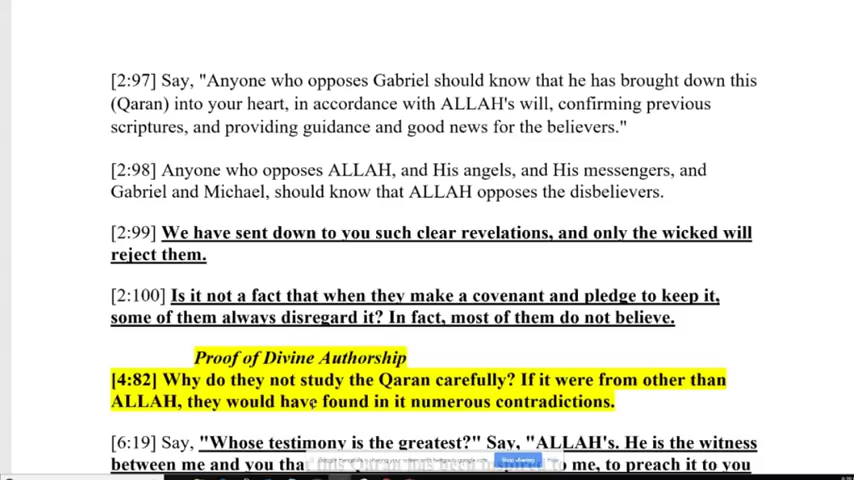 [2:97] Say, "Anyone who opposes Gabriel should know that he has brought down this
(Qaran) into your heart, in accordance with ALLAH's will, confirming previous
scriptures, and providing guidance and good news for the believers."
[2:98] Anyone who opposes ALLAH, and His angels, and His messengers, and
Gabriel and Michael, should know that ALLAH opposes the disbelievers.
[2:99] We have sent down to you such clear revelations, and only the wicked will
reject them.
[2:100] Is it not a fact that when they make a covenant and pledge to keep it,
some of them always disregard it? In fact, most of them do not believe.
Proof of Divine Authorship
[4:82] Why do they not study the Qaran carefully? If it were from other than
ALLAH, they would have found in it numerous contradictions.
[6:19] Say, "Whose testimony is the greatest?" Say, "ALLAH's. He is the witness
between me and you tha to me, to preach it to you
Stop sharing